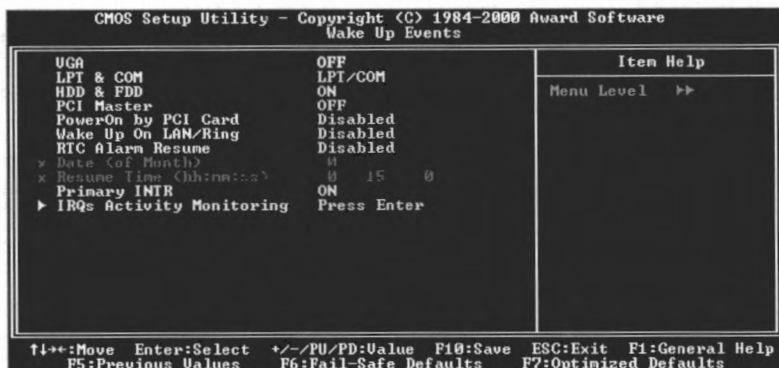 CMOS Setup Utility - Copyright (C) 1984-2000 Award Software
Wake Up Events
VGA OFF
LPT & COM LPT/COM
HDD & FDD ON
PCI Master OFF
PowerOn by PCI Card Disabled
Wake Up On LAN/Ring Disabled
RTC Alarm Resume Disabled
x Date (of Month) 0
x Resume Time (hh:mm:ss) 0 15 0
Primary INTR ON
▶ IRQs Activity Monitoring Press Enter
Item Help
Menu Level ▶▶
↑↓→←:Move Enter:Select +/-/PU/PD:Value F10:Save ESC:Exit F1:General Help
F5:Previous Values F6:Fail-Safe Defaults F7:Optimized Defaults